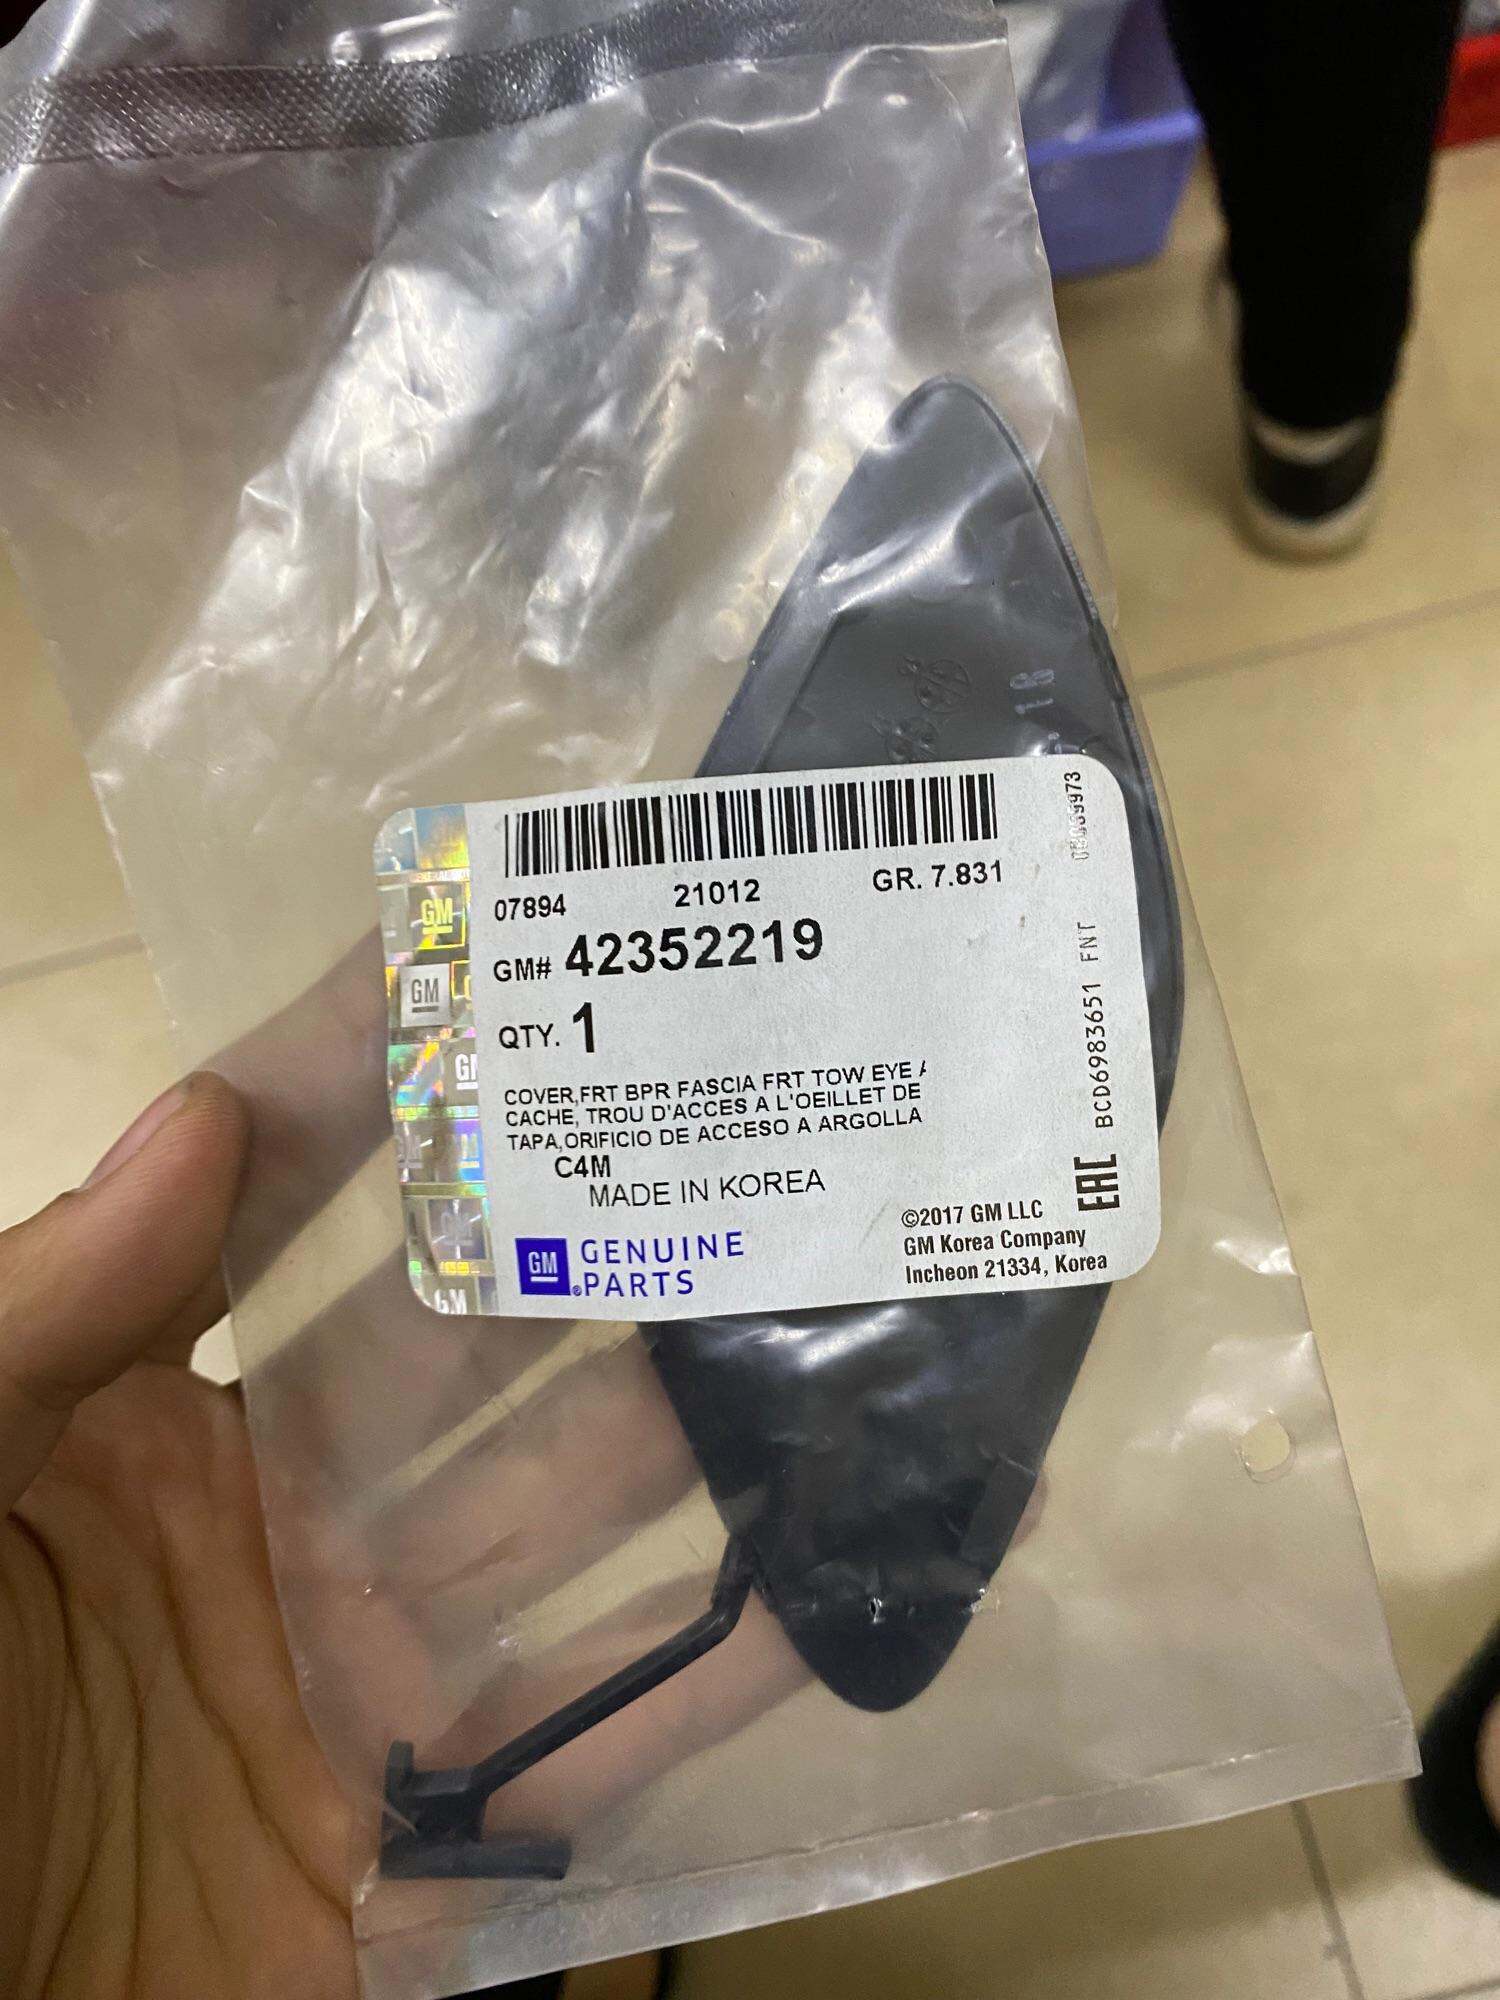 07894 21012 GR. 7.831
GM# 42352219
QTY. 1
COVER,FRT BPR FASCIA FRT TOW EYE
CACHE, TROU D'ACCES A L'OEILLET DE
TAPA,ORIFICIO DE ACCESO A ARGOLLA
C4M
MADE IN KOREA
GM GENUINE
PARTS
©2017 GM LLC
GM Korea Company
Incheon 21334, Korea
EAC BCD6983651 FNT
GM
GM
GM
16